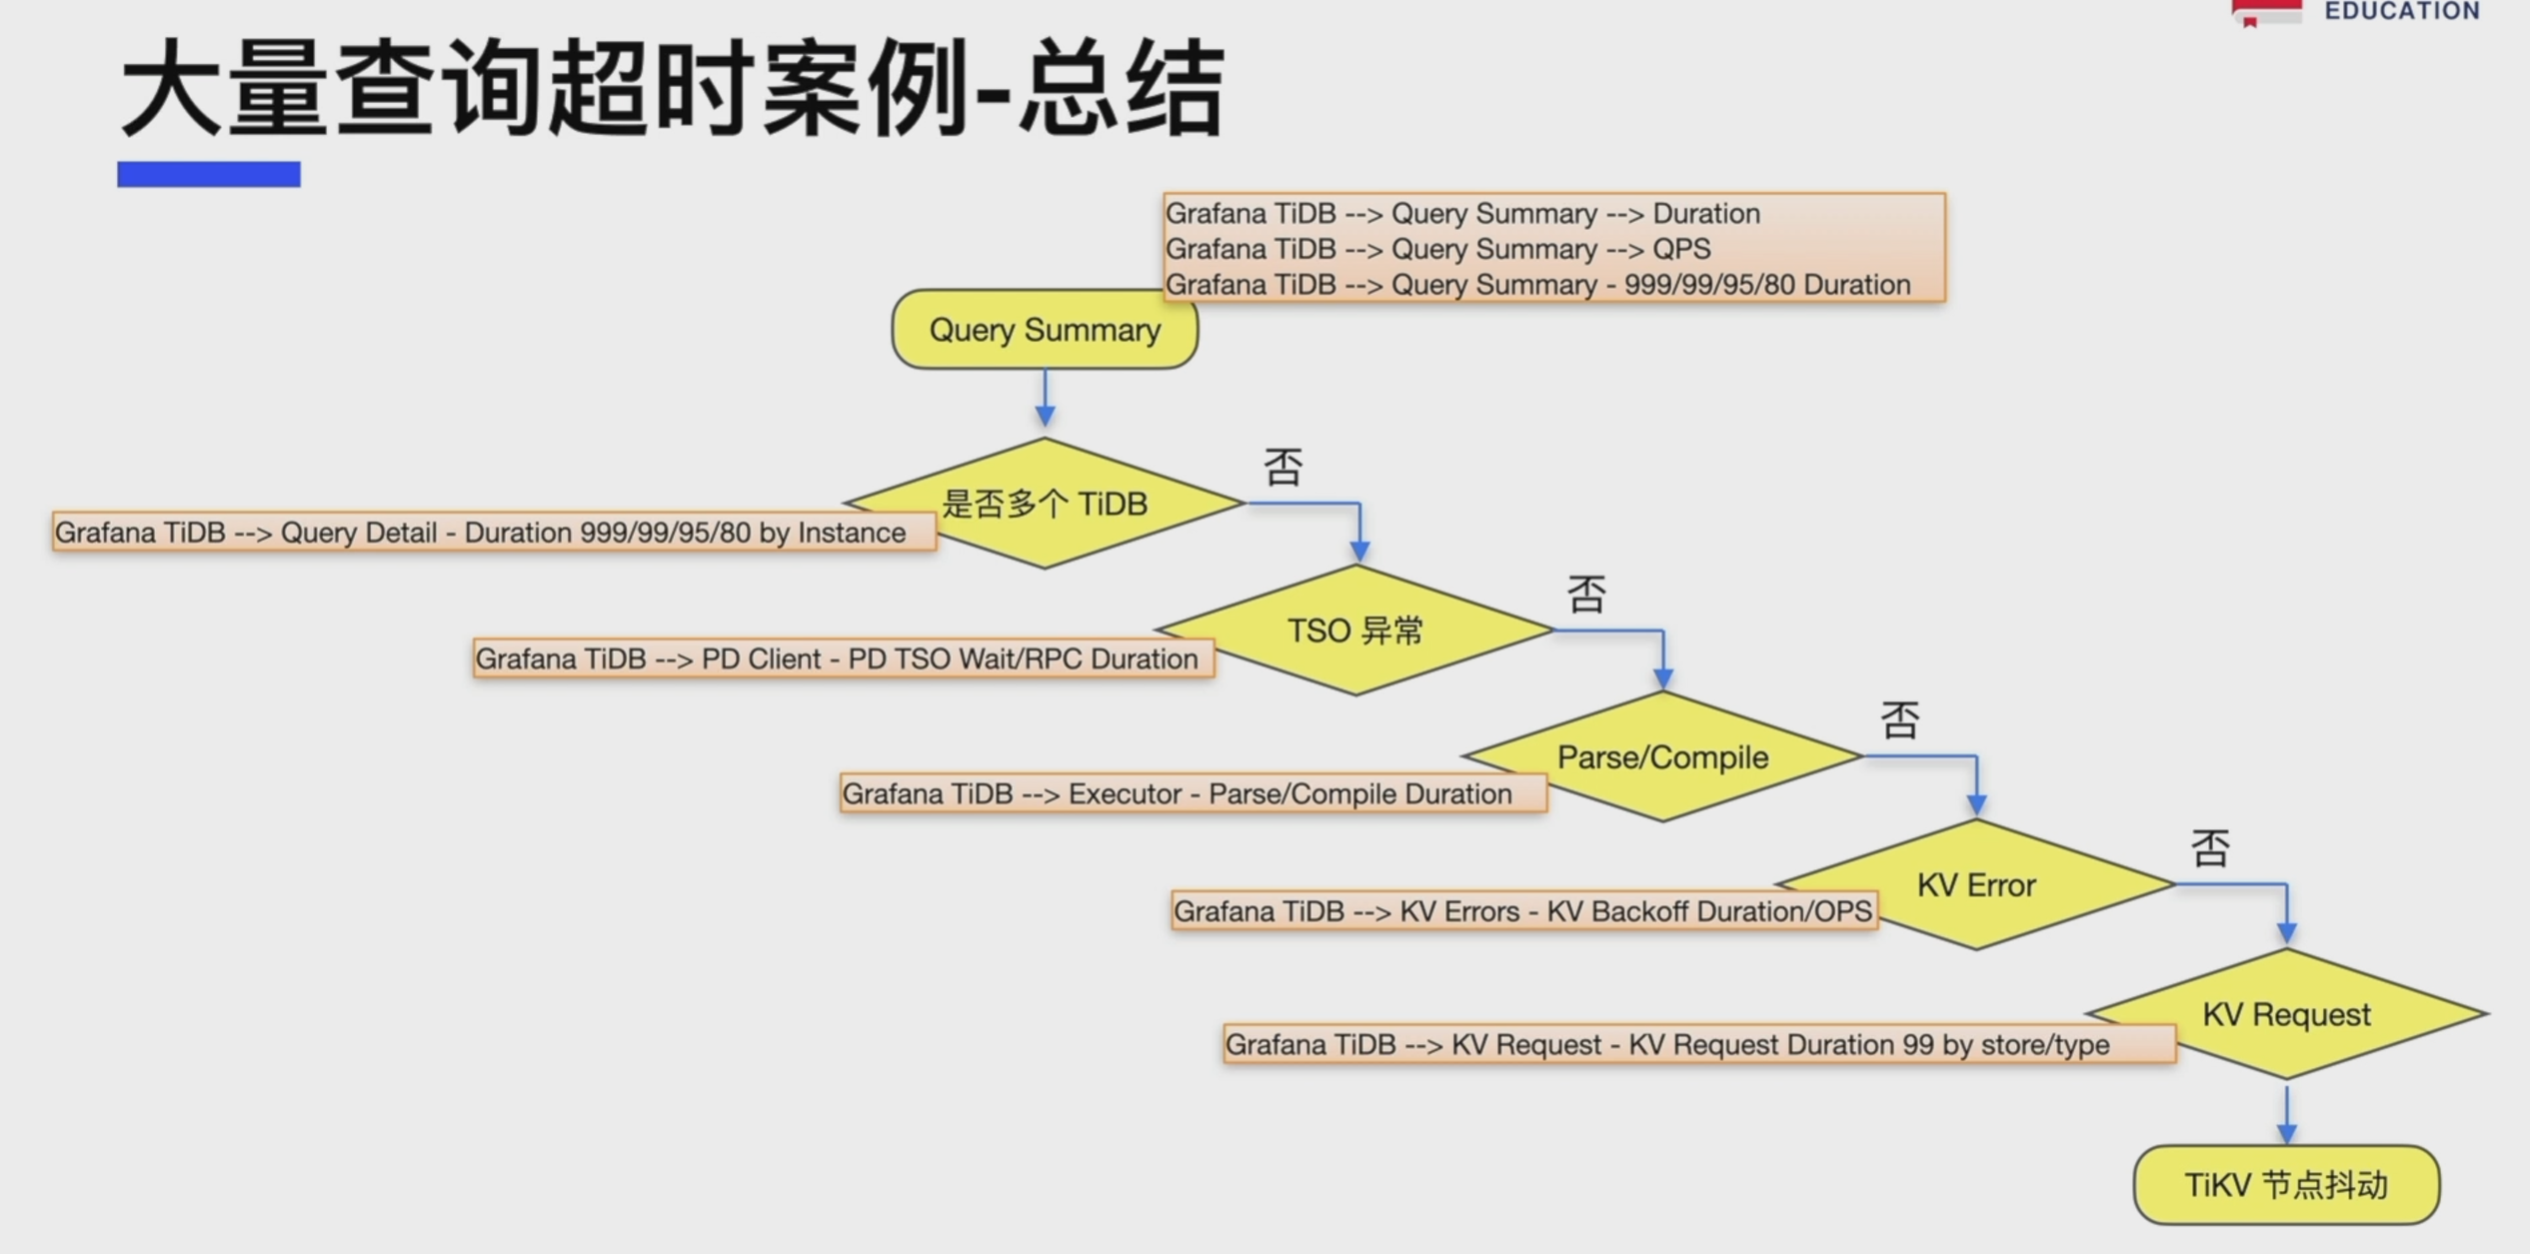 EDUCATION
大量查询超时案例-总结
Grafana TiDB --> Query Summary --> Duration
Grafana TiDB --> Query Summary --> QPS
Grafana TiDB --> Query Summary - 999/99/95/80 Duration
Query Summary
否
是否多个 TiDB
Grafana TiDB --> Query Detail - Duration 999/99/95/80 by Instance
否
TSO 异常
Grafana TiDB --> PD Client - PD TSO Wait/RPC Duration
否
Parse/Compile
Grafana TiDB --> Executor - Parse/Compile Duration
否
KV Error
Grafana TiDB --> KV Errors - KV Backoff Duration/OPS
KV Request
Grafana TiDB --> KV Request - KV Request Duration 99 by store/type
TiKV 节点抖动